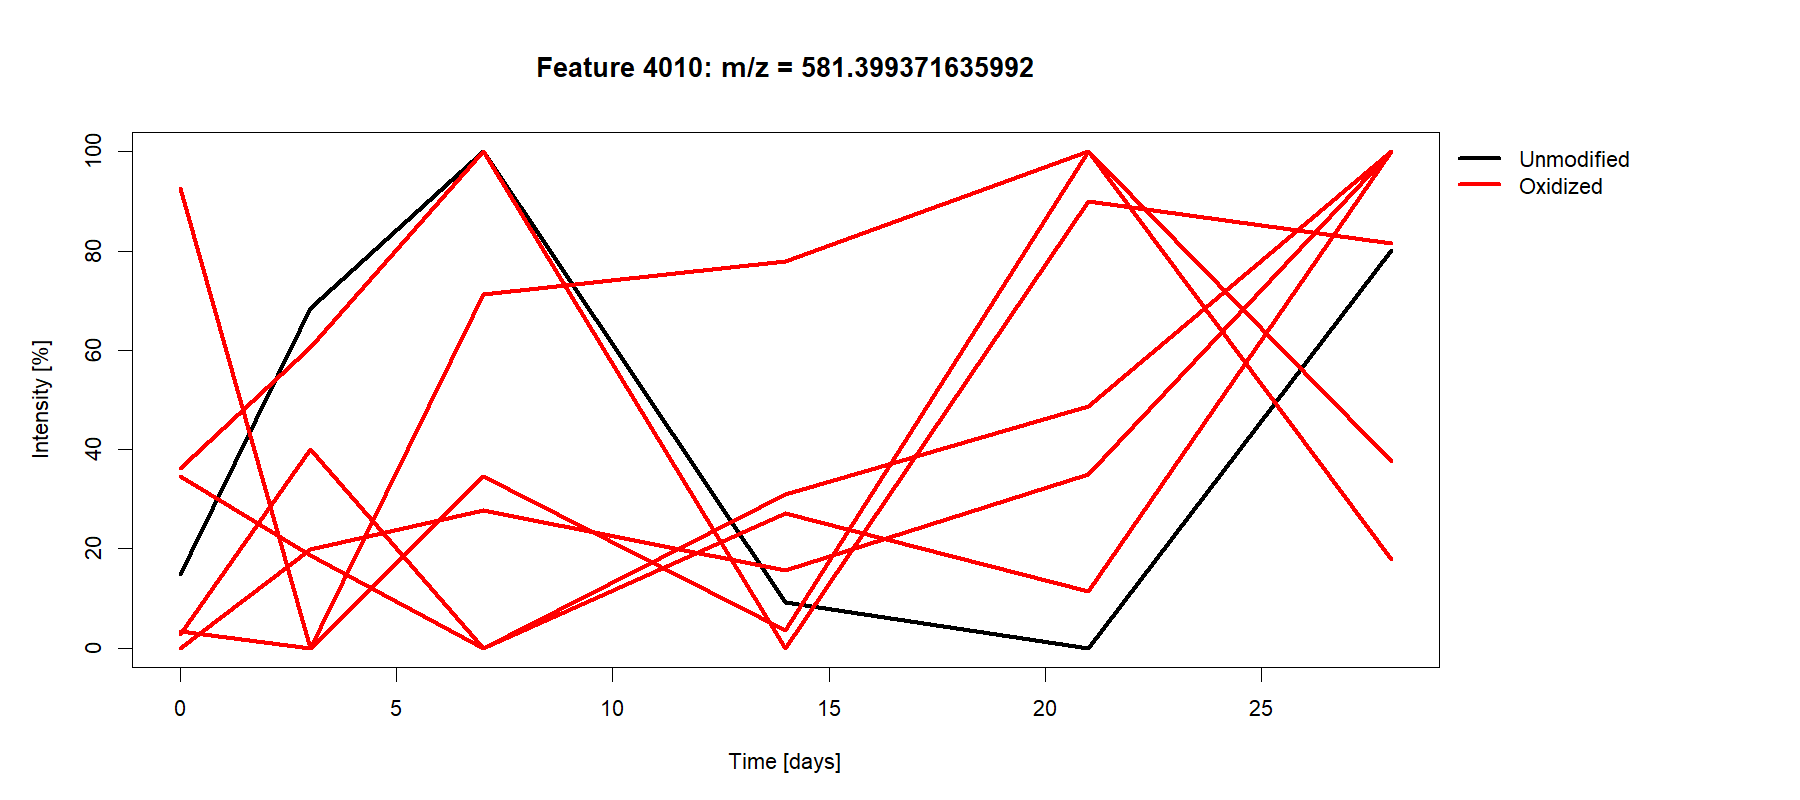 Feature 4010: m/z = 581.399371635992
Unmodified
Oxidized
Intensity [%]
100
80
60
40
20
0
0 5 10 15 20 25
Time [days]